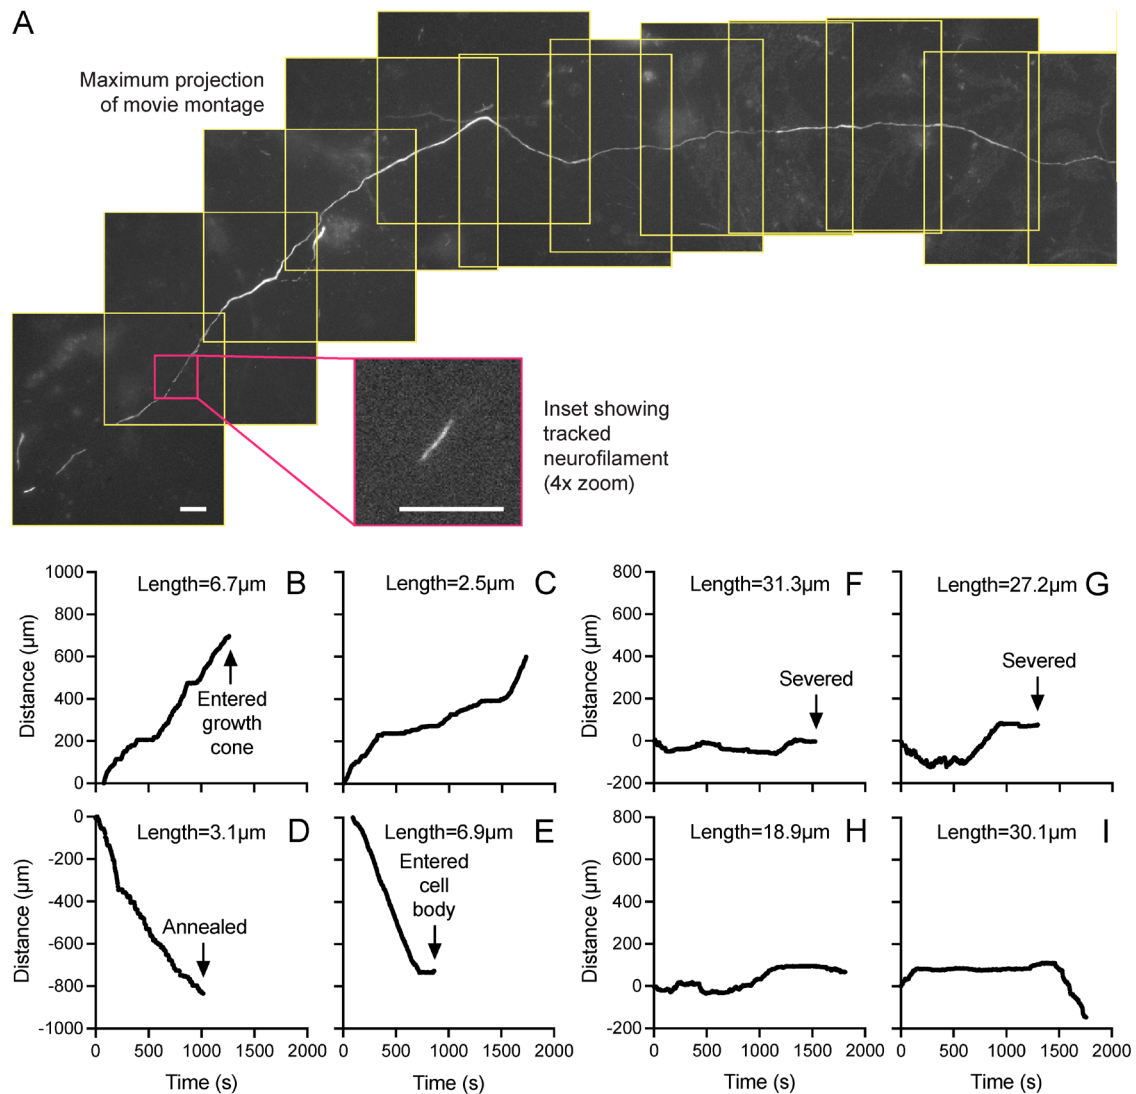 A
Maximum projection
of movie montage
Inset showing
tracked
neurofilament
(4x zoom)
Distance (µm)
1000
800
600
400
200
0
Length=6.7µm
B
Entered
growth
cone
Length=2.5µm
C
Distance (µm)
800
600
400
200
0
-200
Length=31.3µm
F
Severed
Length=27.2µm
G
Severed
Distance (µm)
0
-200
-400
-600
-800
-1000
Length=3.1µm
D
Annealed
0 500 1000 1500 2000
Time (s)
Length=6.9µm
E
Entered
cell
body
0 500 1000 1500 2000
Time (s)
Distance (µm)
800
600
400
200
0
-200
Length=18.9µm
H
0 500 1000 1500 2000
Time (s)
Length=30.1µm
I
0 500 1000 1500 2000
Time (s)